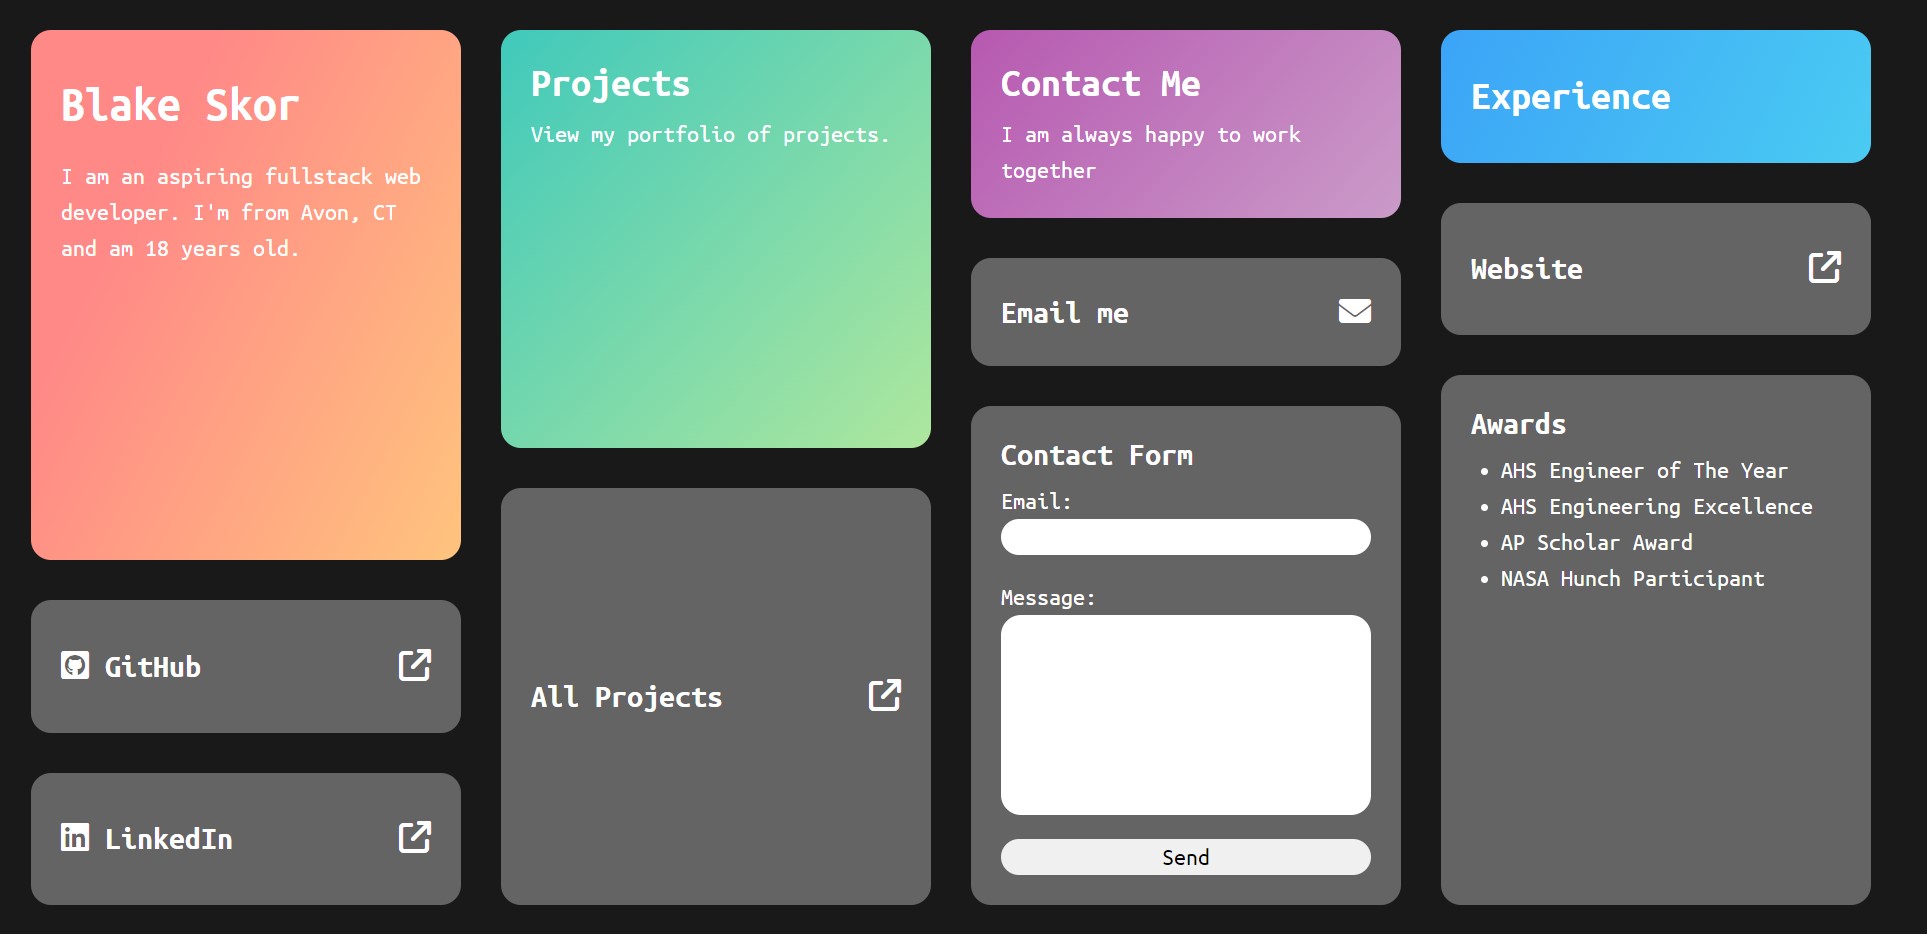 Blake Skor
I am an aspiring fullstack web
developer. I'm from Avon, CT
and am 18 years old.
GitHub
LinkedIn
Projects
View my portfolio of projects.
All Projects
Contact Me
I am always happy to work
together
Email me
Contact Form
Email:
Message:
Send
Experience
Website
Awards
• AHS Engineer of The Year
• AHS Engineering Excellence
• AP Scholar Award
• NASA Hunch Participant